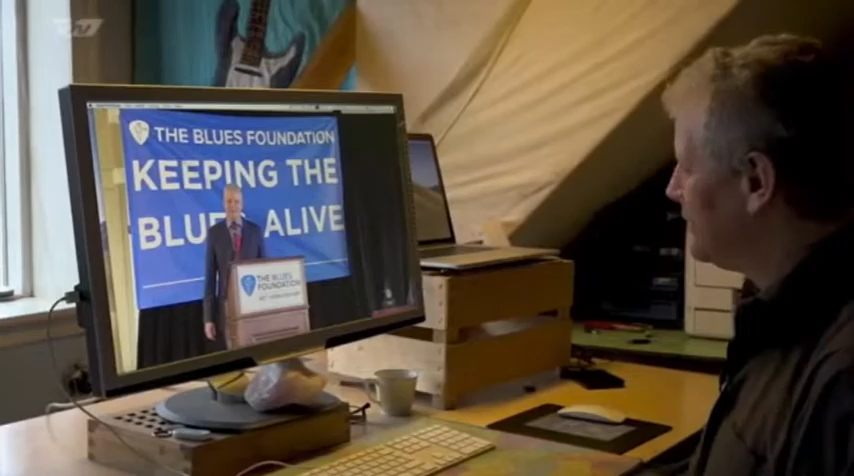 THE BLUES FOUNDATION
KEEPING THE
BLUES ALIVE
THE BLUES
FOUNDATION